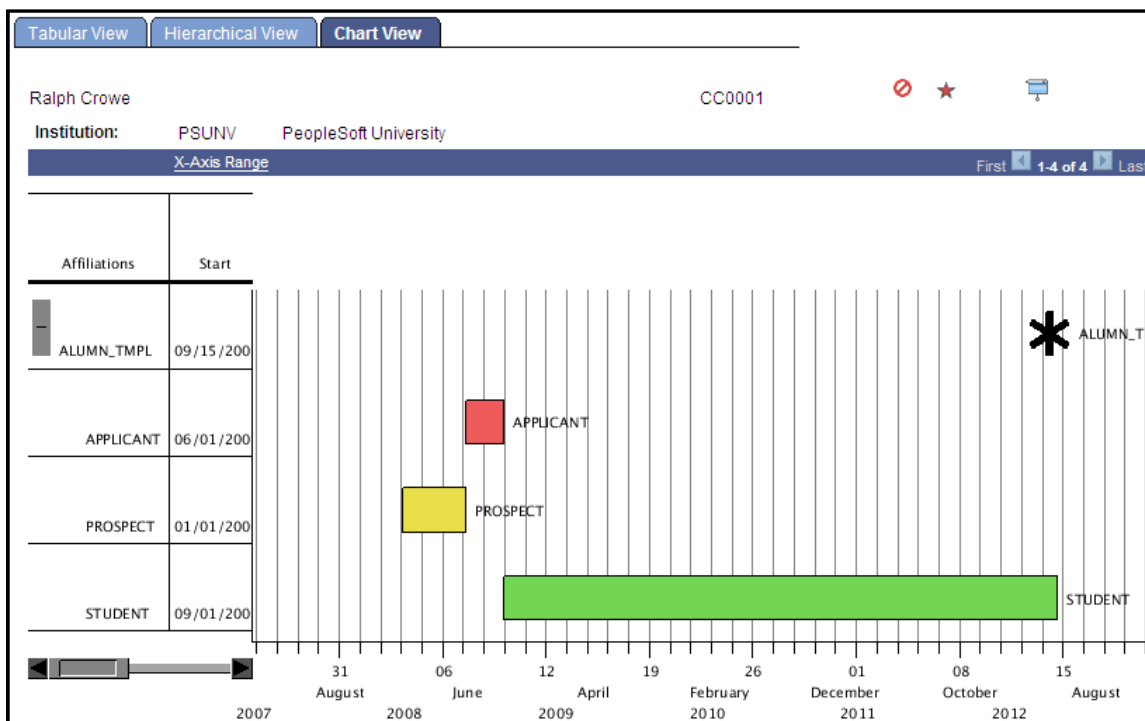 Tabular View Hierarchical View Chart View
Ralph Crowe CC0001
Institution: PSUNV PeopleSoft University
X-Axis Range First 1-4 of 4 Last
Affiliations Start
ALUMN_TMPL 09/15/200 ALUMN_T
APPLICANT 06/01/200 APPLICANT
PROSPECT 01/01/200 PROSPECT
STUDENT 09/01/200 STUDENT
31 06 12 19 26 01 08 15
August June April February December October August
2007 2008 2009 2010 2011 2012